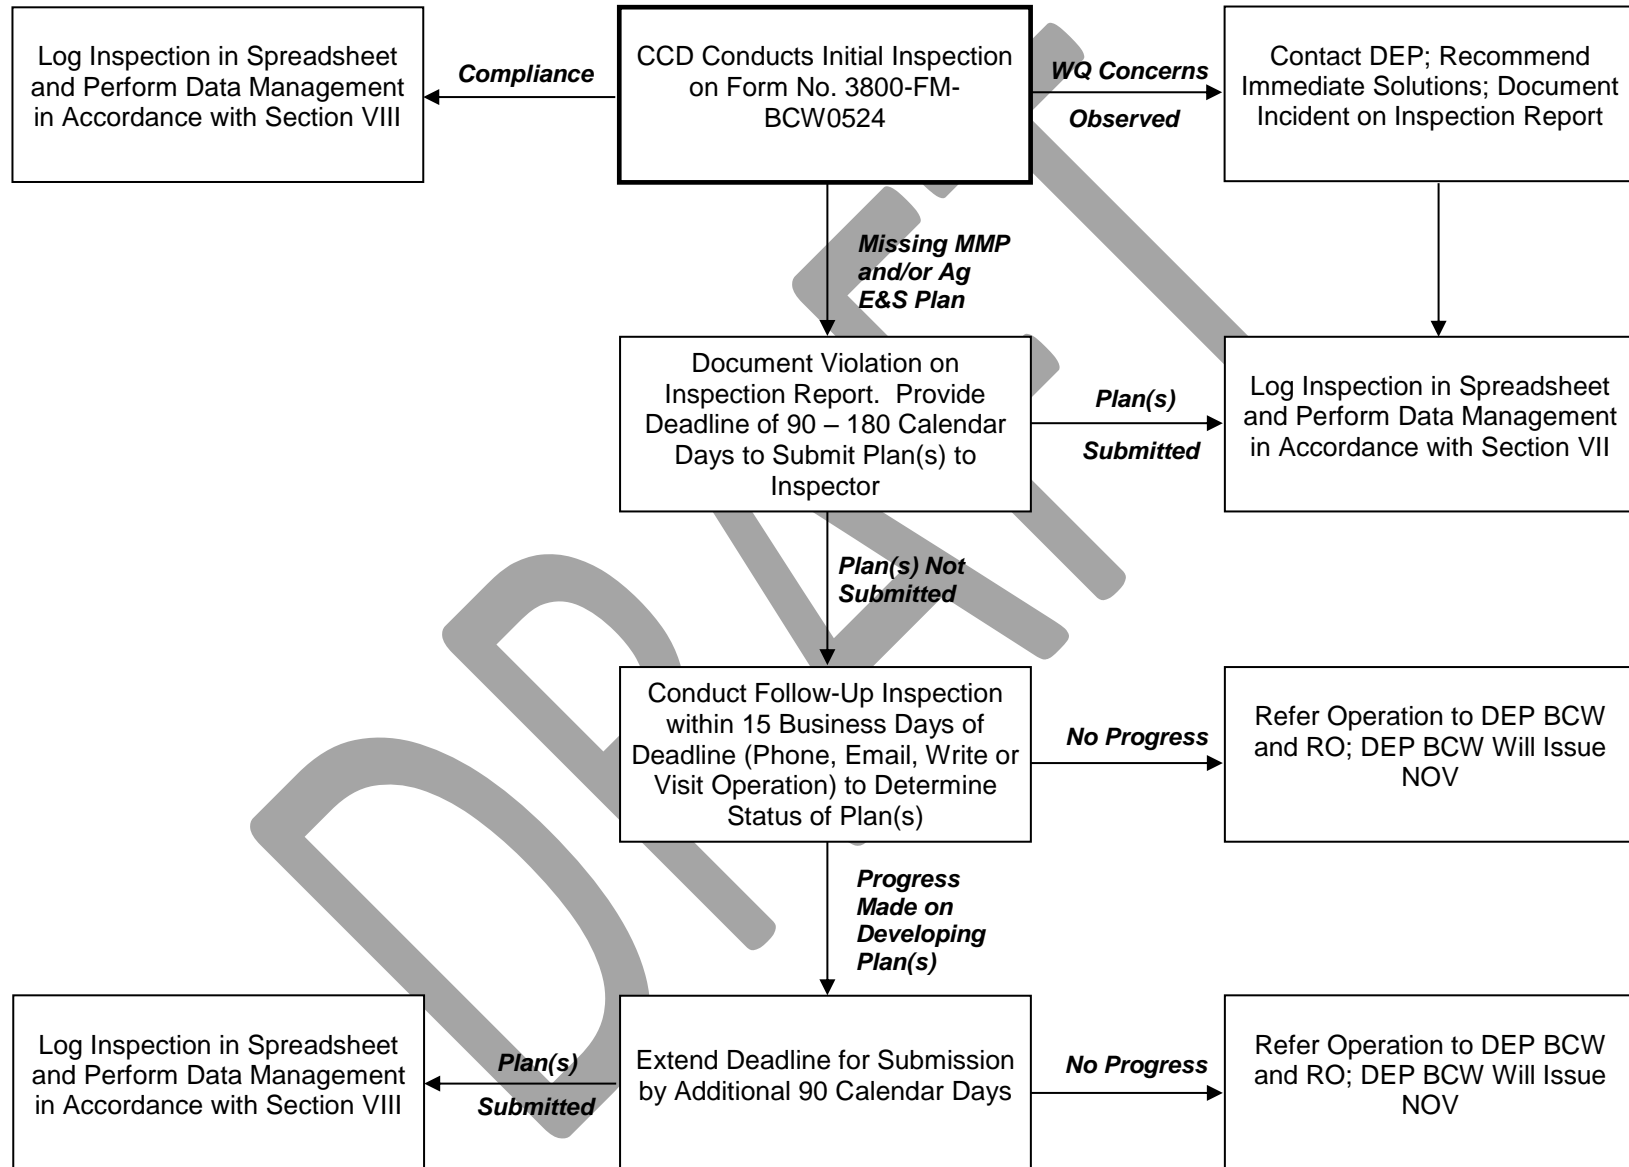 Log Inspection in Spreadsheet
and Perform Data Management
in Accordance with Section VIII
Compliance
CCD Conducts Initial Inspection
on Form No. 3800-FM-
BCW0524
WQ Concerns
Observed
Contact DEP; Recommend
Immediate Solutions; Document
Incident on Inspection Report
Missing MMP
and/or Ag
E&S Plan
Document Violation on
Inspection Report.  Provide
Deadline of 90 – 180 Calendar
Days to Submit Plan(s) to
Inspector
Plan(s)
Submitted
Log Inspection in Spreadsheet
and Perform Data Management
in Accordance with Section VII
Plan(s) Not
Submitted
Conduct Follow-Up Inspection
within 15 Business Days of
Deadline (Phone, Email, Write or
Visit Operation) to Determine
Status of Plan(s)
No Progress
Refer Operation to DEP BCW
and RO; DEP BCW Will Issue
NOV
Progress
Made on
Developing
Plan(s)
Log Inspection in Spreadsheet
and Perform Data Management
in Accordance with Section VIII
Plan(s)
Submitted
Extend Deadline for Submission
by Additional 90 Calendar Days
No Progress
Refer Operation to DEP BCW
and RO; DEP BCW Will Issue
NOV
DRAFT